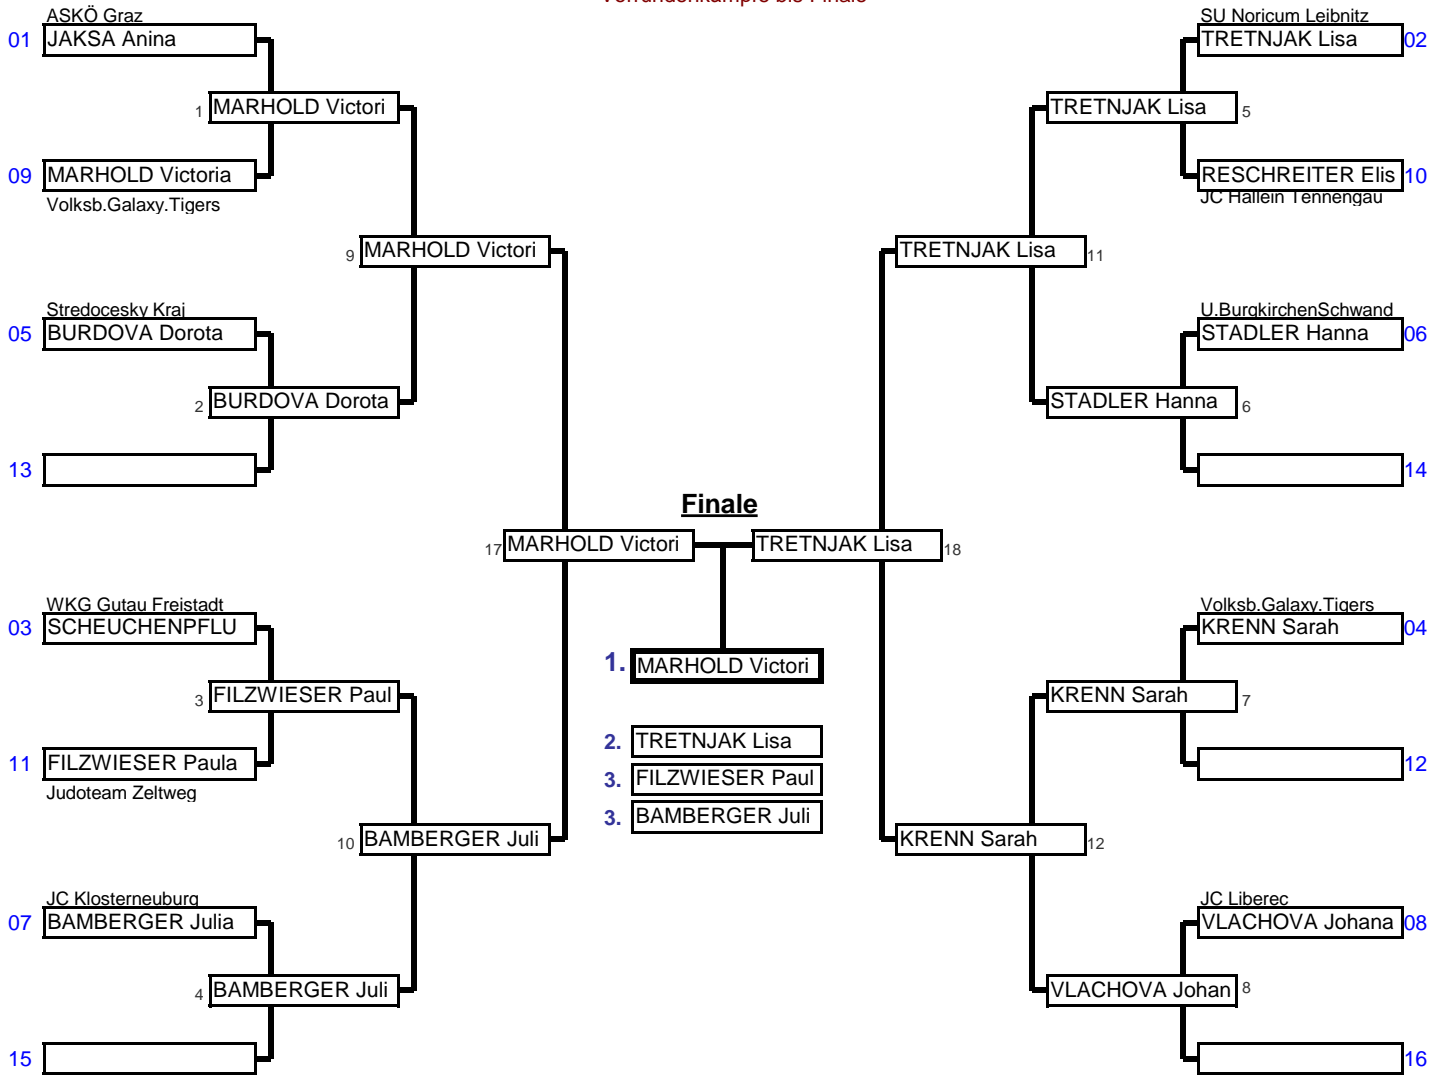 Vorrundenkämpfe bis Finale
ASKÖ Graz
01 JAKSA Anina
1 MARHOLD Victori
09 MARHOLD Victoria
Volksb.Galaxy.Tigers
9 MARHOLD Victori
Stredocesky Kraj
05 BURDOVA Dorota
2 BURDOVA Dorota
13
17 MARHOLD Victori
WKG Gutau Freistadt
03 SCHEUCHENPFLU
3 FILZWIESER Paul
11 FILZWIESER Paula
Judoteam Zeltweg
10 BAMBERGER Juli
JC Klosterneuburg
07 BAMBERGER Julia
4 BAMBERGER Juli
15
Finale
1. MARHOLD Victori
2. TRETNJAK Lisa
3. FILZWIESER Paul
3. BAMBERGER Juli
SU Noricum Leibnitz
TRETNJAK Lisa 02
TRETNJAK Lisa 5
RESCHREITER Elis 10
JC Hallein Tennengau
TRETNJAK Lisa 11
U.BurgkirchenSchwand
STADLER Hanna 06
STADLER Hanna 6
14
TRETNJAK Lisa 18
Volksb.Galaxy.Tigers
KRENN Sarah 04
KRENN Sarah 7
12
KRENN Sarah 12
JC Liberec
VLACHOVA Johana 08
VLACHOVA Johan 8
16